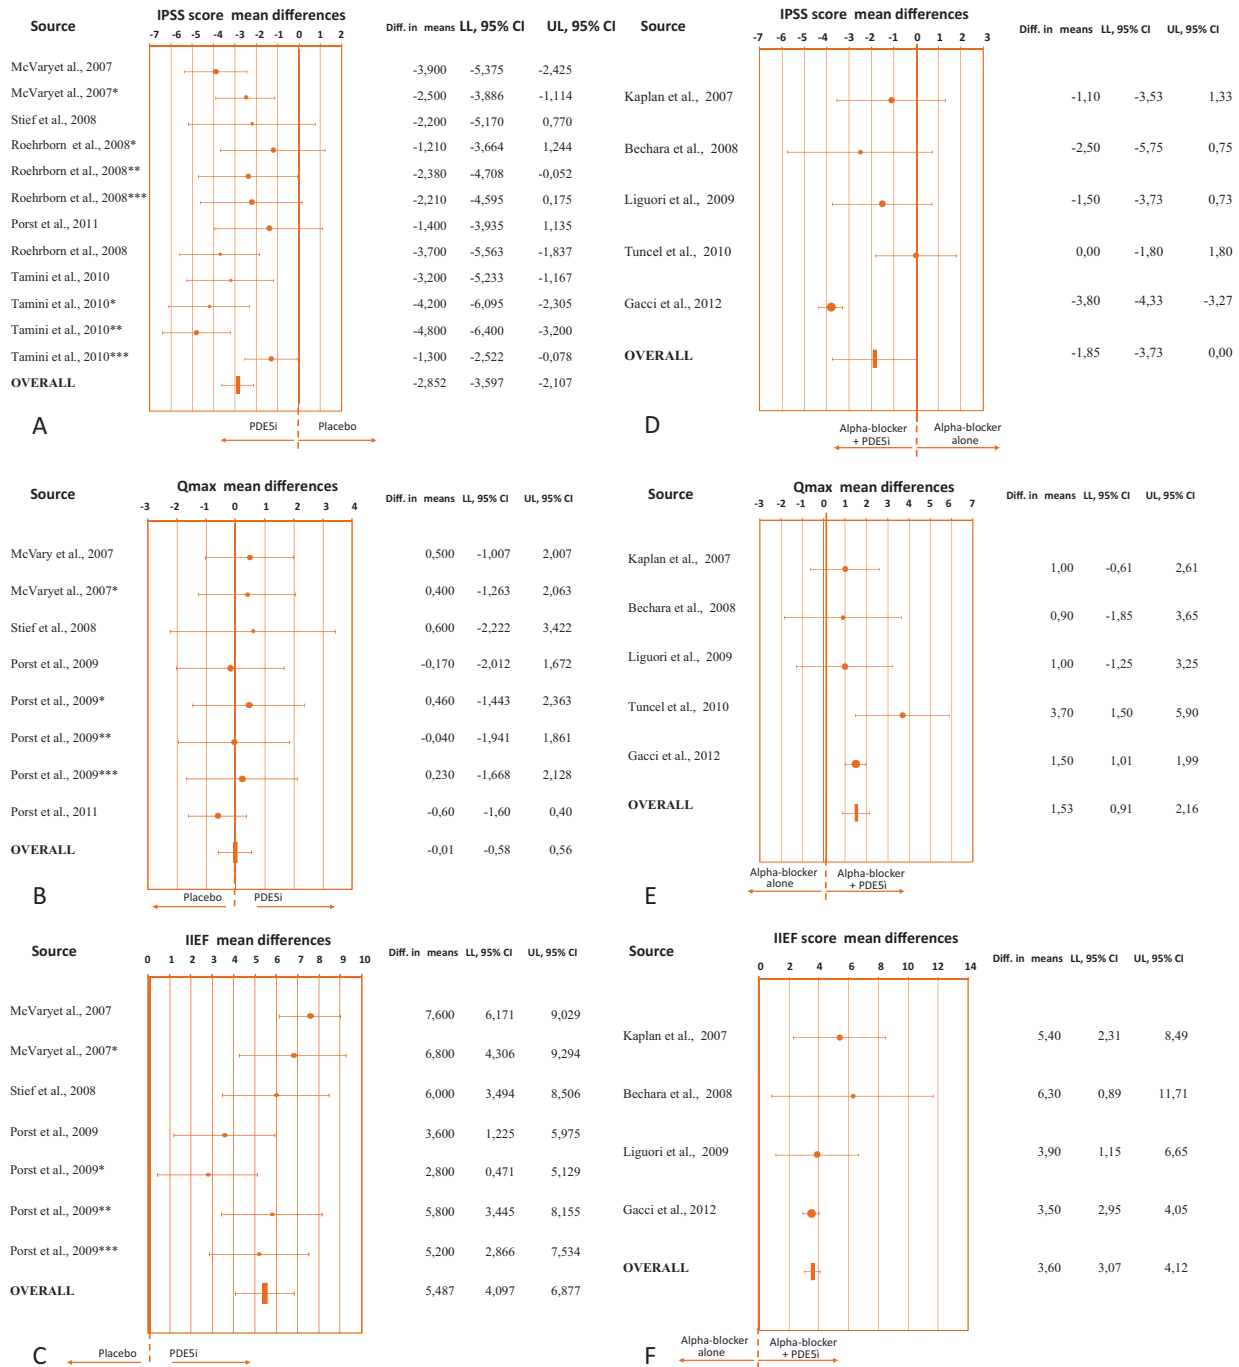 IPSS score mean differences
Source Diff. in means LL, 95% CI UL, 95% CI
-7 -6 -5 -4 -3 -2 -1 0 1 2
McVaryet al., 2007 -3,900 -5,375 -2,425
McVaryet al., 2007* -2,500 -3,886 -1,114
Stief et al., 2008 -2,200 -5,170 0,770
Roehrborn et al., 2008* -1,210 -3,664 1,244
Roehrborn et al., 2008** -2,380 -4,708 -0,052
Roehrborn et al., 2008*** -2,210 -4,595 0,175
Porst et al., 2011 -1,400 -3,935 1,135
Roehrborn et al., 2008 -3,700 -5,563 -1,837
Tamini et al., 2010 -3,200 -5,233 -1,167
Tamini et al., 2010* -4,200 -6,095 -2,305
Tamini et al., 2010** -4,800 -6,400 -3,200
Tamini et al., 2010*** -1,300 -2,522 -0,078
OVERALL -2,852 -3,597 -2,107
A
PDE5i Placebo
IPSS score mean differences
Source Diff. in means LL, 95% CI UL, 95% CI
-7 -6 -5 -4 -3 -2 -1 0 1 2 3
Kaplan et al., 2007 -1,10 -3,53 1,33
Bechara et al., 2008 -2,50 -5,75 0,75
Liguori et al., 2009 -1,50 -3,73 0,73
Tuncel et al., 2010 0,00 -1,80 1,80
Gacci et al., 2012 -3,80 -4,33 -3,27
OVERALL -1,85 -3,73 0,00
D
Alpha-blocker Alpha-blocker
+ PDE5i alone
Qmax mean differences
Source Diff. in means LL, 95% CI UL, 95% CI
-3 -2 -1 0 1 2 3 4
McVary et al., 2007 0,500 -1,007 2,007
McVaryet al., 2007* 0,400 -1,263 2,063
Stief et al., 2008 0,600 -2,222 3,422
Porst et al., 2009 -0,170 -2,012 1,672
Porst et al., 2009* 0,460 -1,443 2,363
Porst et al., 2009** -0,040 -1,941 1,861
Porst et al., 2009*** 0,230 -1,668 2,128
Porst et al., 2011 -0,60 -1,60 0,40
OVERALL -0,01 -0,58 0,56
B
Placebo PDE5i
Qmax mean differences
Source Diff. in means LL, 95% CI UL, 95% CI
-3 -2 -1 0 1 2 3 4 5 6 7
Kaplan et al., 2007 1,00 -0,61 2,61
Bechara et al., 2008 0,90 -1,85 3,65
Liguori et al., 2009 1,00 -1,25 3,25
Tuncel et al., 2010 3,70 1,50 5,90
Gacci et al., 2012 1,50 1,01 1,99
OVERALL 1,53 0,91 2,16
E
Alpha-blocker Alpha-blocker
alone + PDE5i
IIEF mean differences
Source Diff. in means LL, 95% CI UL, 95% CI
0 1 2 3 4 5 6 7 8 9 10
McVaryet al., 2007 7,600 6,171 9,029
McVaryet al., 2007* 6,800 4,306 9,294
Stief et al., 2008 6,000 3,494 8,506
Porst et al., 2009 3,600 1,225 5,975
Porst et al., 2009* 2,800 0,471 5,129
Porst et al., 2009** 5,800 3,445 8,155
Porst et al., 2009*** 5,200 2,866 7,534
OVERALL 5,487 4,097 6,877
C
Placebo PDE5i
IIEF score mean differences
Source Diff. in means LL, 95% CI UL, 95% CI
0 2 4 6 8 10 12 14
Kaplan et al., 2007 5,40 2,31 8,49
Bechara et al., 2008 6,30 0,89 11,71
Liguori et al., 2009 3,90 1,15 6,65
Gacci et al., 2012 3,50 2,95 4,05
OVERALL 3,60 3,07 4,12
F
Alpha-blocker Alpha-blocker
alone + PDE5i